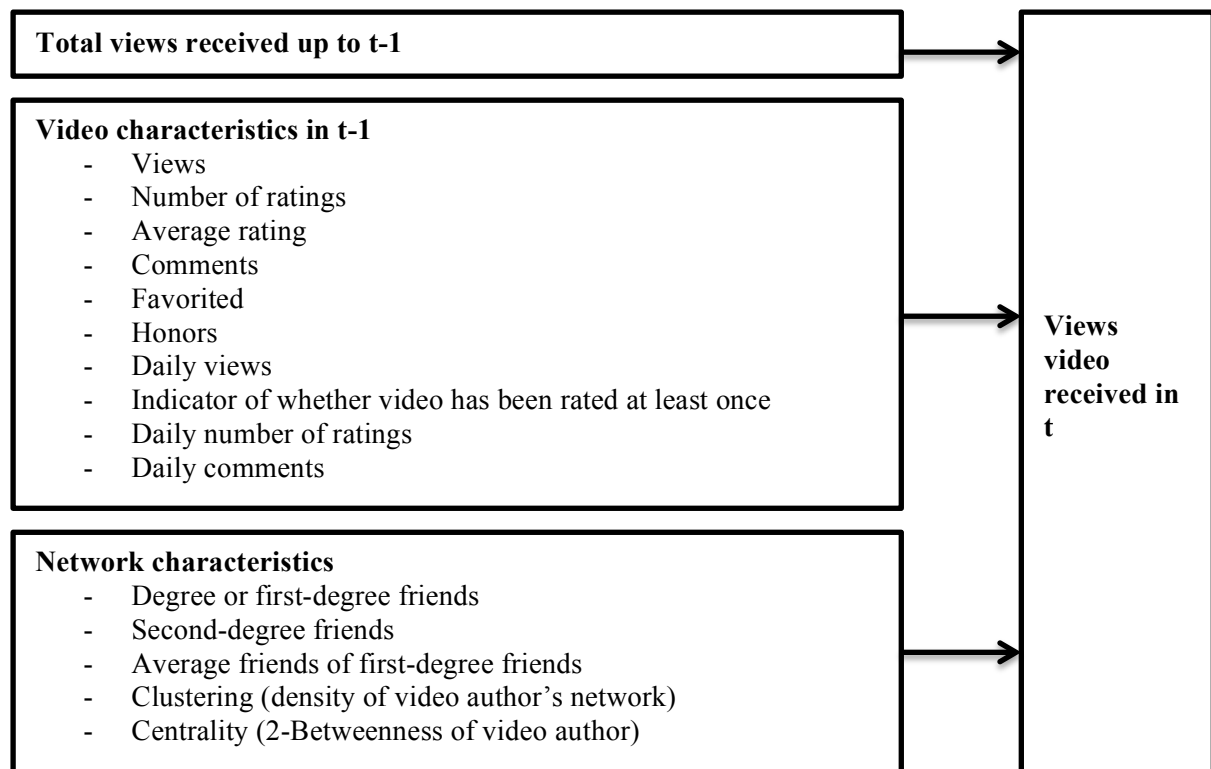 Total views received up to t-1
Video characteristics in t-1
- Views
- Number of ratings
- Average rating
- Comments
- Favorited
- Honors
- Daily views
- Indicator of whether video has been rated at least once
- Daily number of ratings
- Daily comments
Network characteristics
- Degree or first-degree friends
- Second-degree friends
- Average friends of first-degree friends
- Clustering (density of video author’s network)
- Centrality (2-Betweenness of video author)
Views
video
received in
t